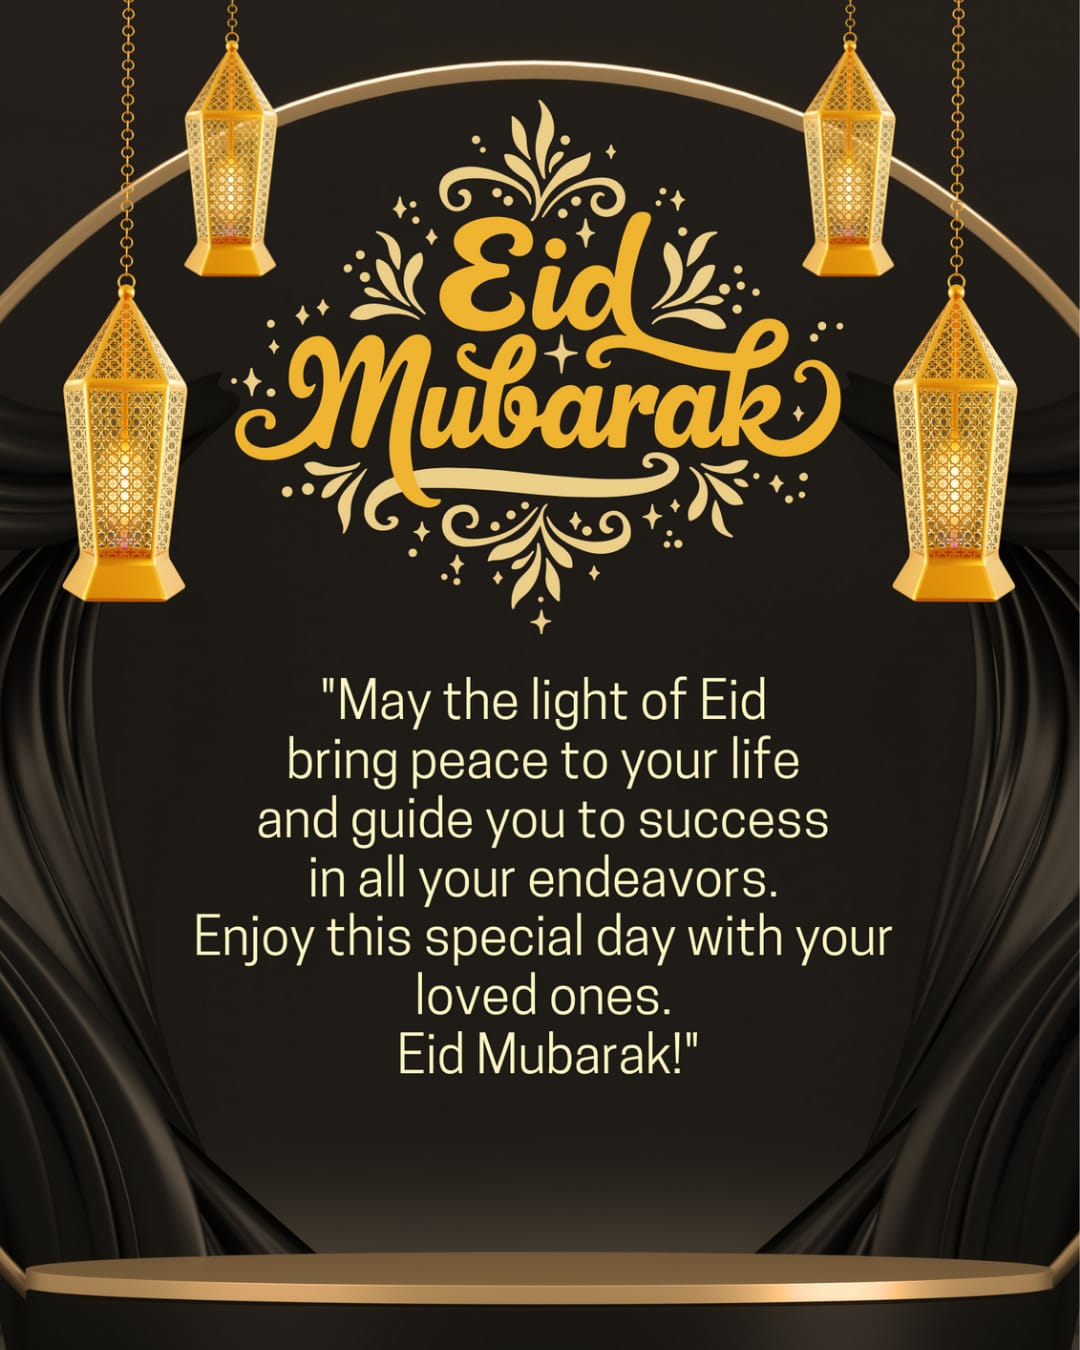 Eid
Mubarak
"May the light of Eid
bring peace to your life
and guide you to success
in all your endeavors.
Enjoy this special day with your
loved ones.
Eid Mubarak!"